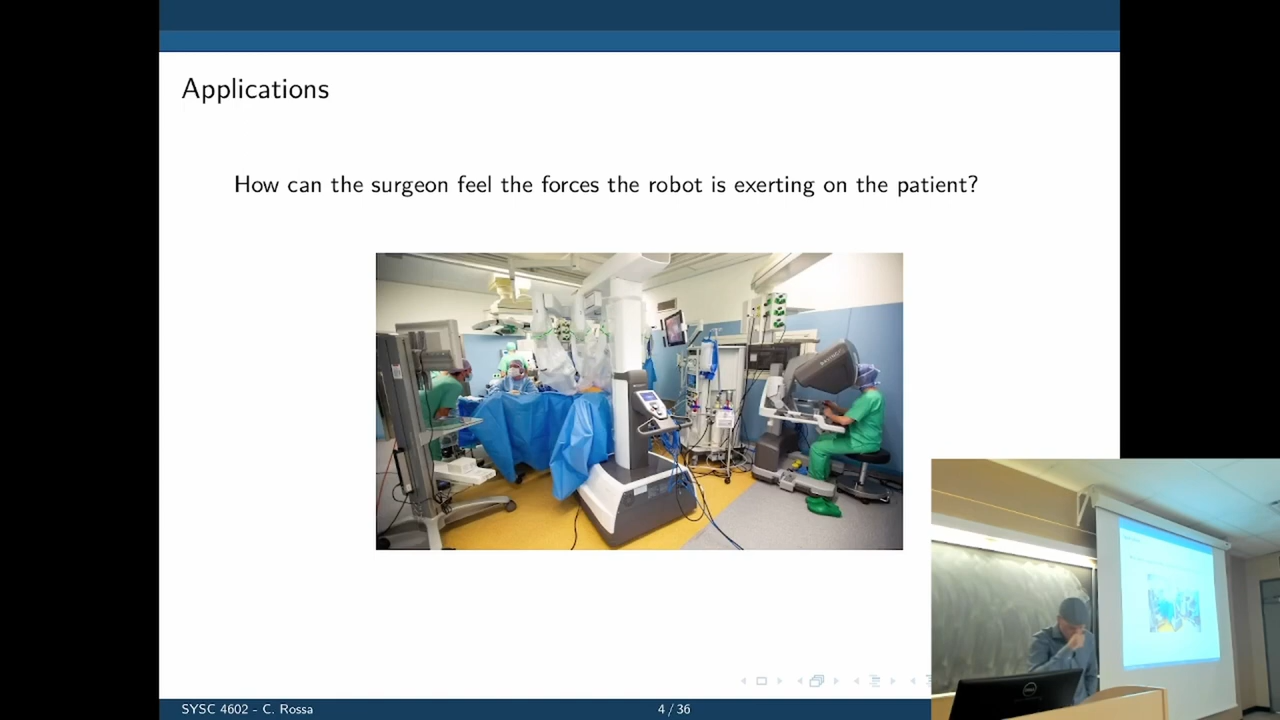 Applications
How can the surgeon feel the forces the robot is exerting on the patient?
SYSC 4602 - C. Rossa
4 / 36